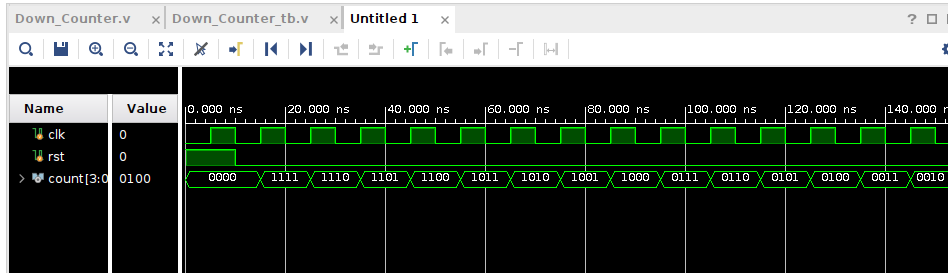 Down_Counter.v × Down_Counter_tb.v × Untitled 1 × ?
Name Value
0.000 ns 20.000 ns 40.000 ns 60.000 ns 80.000 ns 100.000 ns 120.000 ns 140.000
clk 0
rst 0
count[3:0 0100 0000 1111 1110 1101 1100 1011 1010 1001 1000 0111 0110 0101 0100 0011 0010